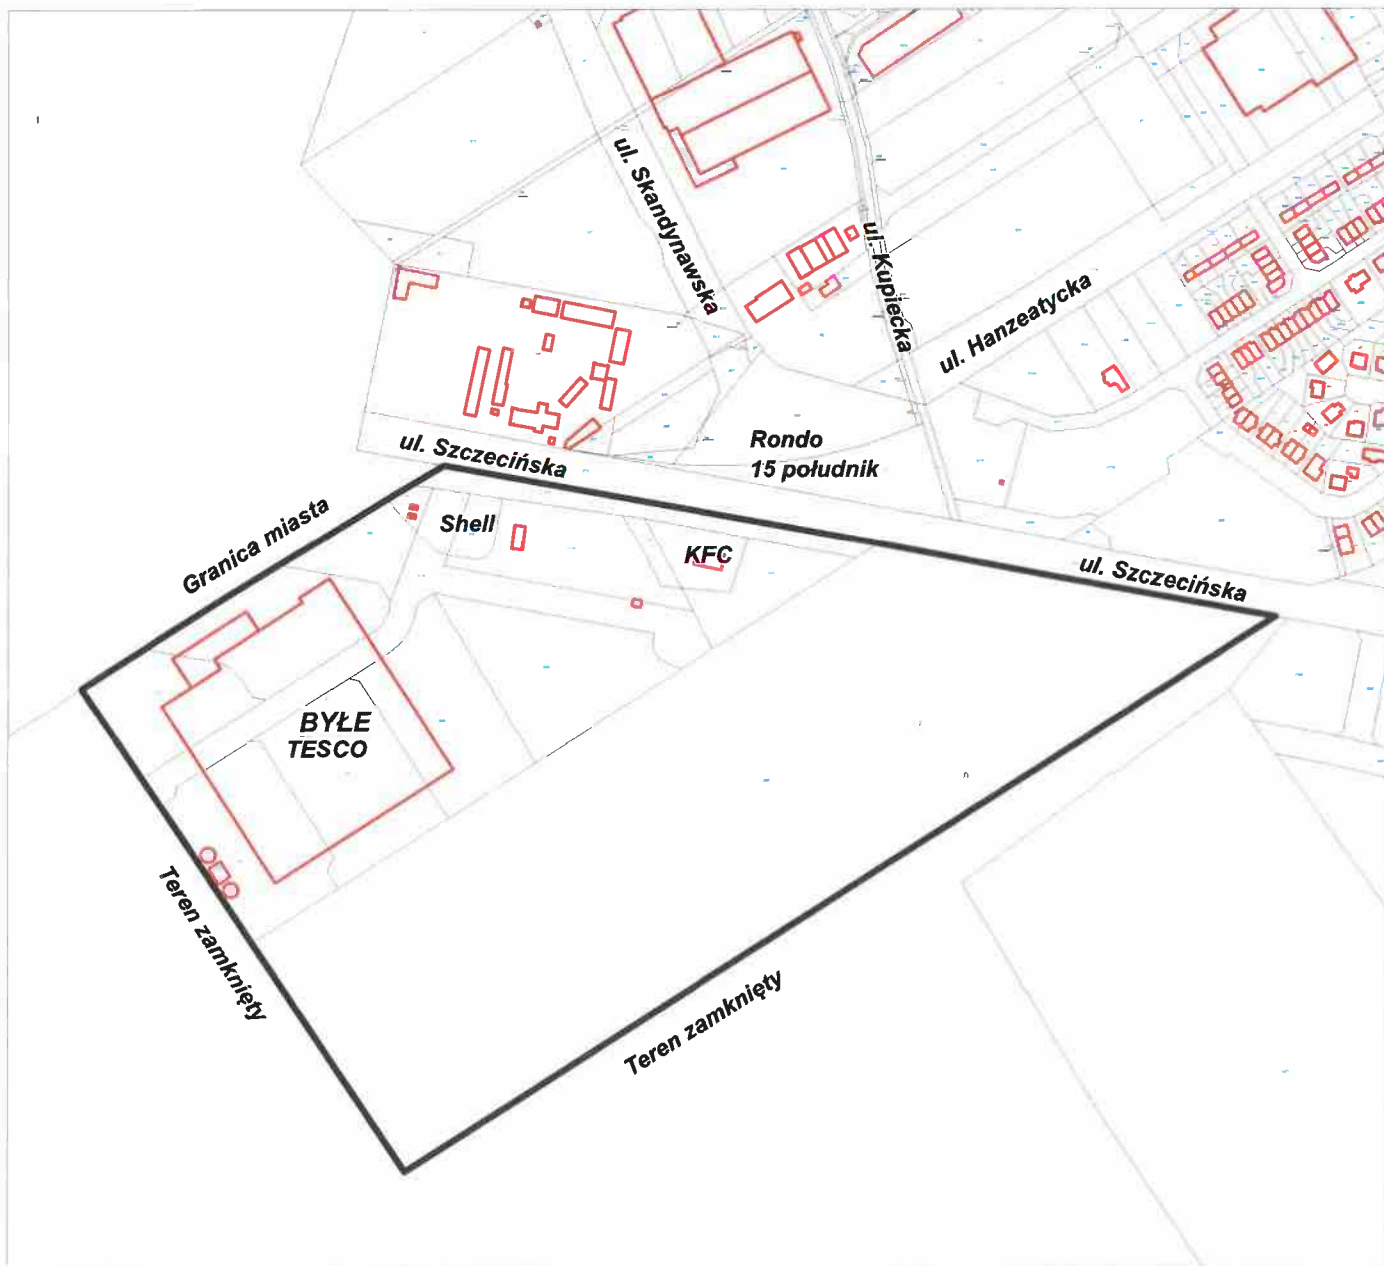 ul. Skandynawska
ul. Kupiecka
ul. Hanzeatycka
Rondo
15 południk
ul. Szczecińska
Granica miasta
Shell
KFC
ul. Szczecińska
BYŁE
TESCO
Teren zamknięty
Teren zamknięty